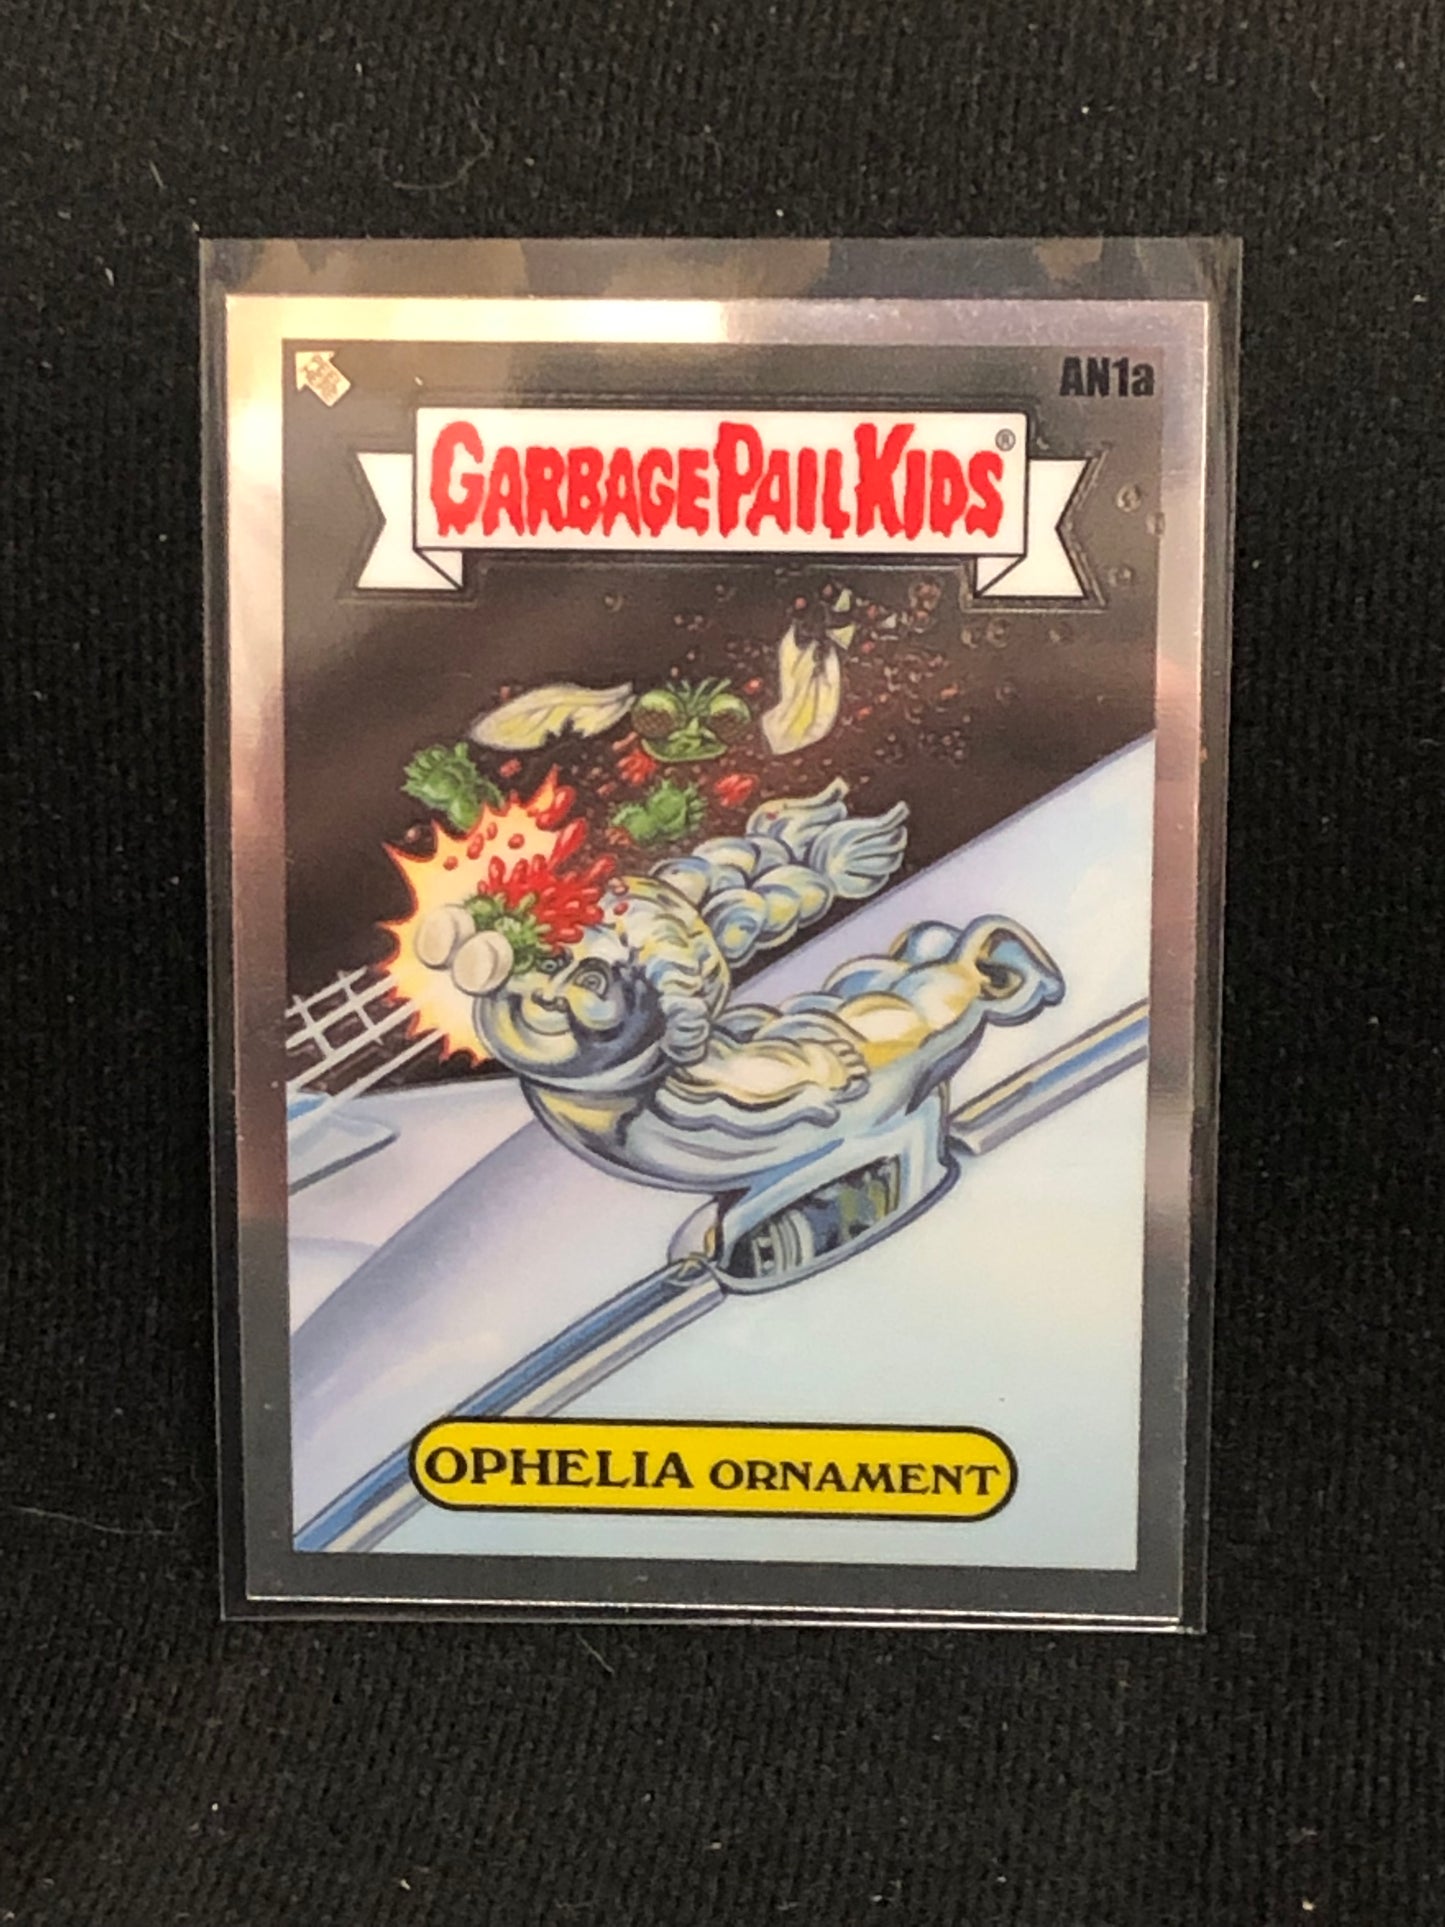 AN1a
GARBAGE PAIL KIDS®
OPHELIA ORNAMENT